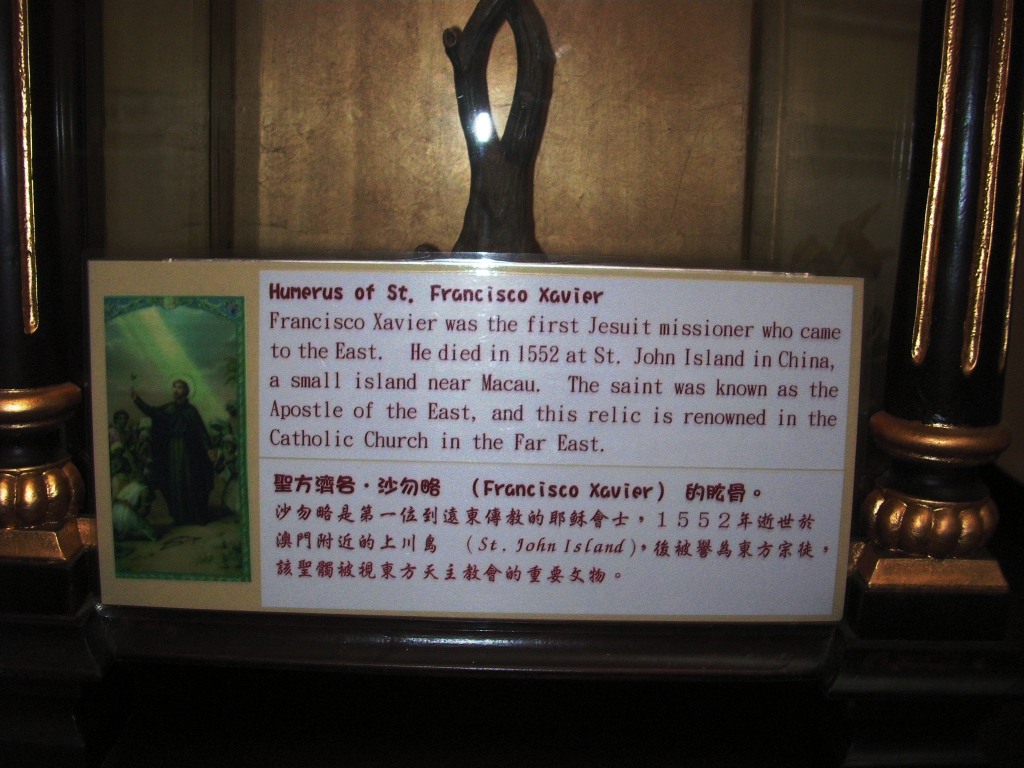 Humerus of St. Francisco Xavier
Francisco Xavier was the first Jesuit missioner who came
to the East. He died in 1552 at St. John Island in China,
a small island near Macau. The saint was known as the
Apostle of the East, and this relic is renowned in the
Catholic Church in the Far East.
聖方濟各·沙勿略 （Francisco Xavier） 的肱骨。
沙勿略是第一位到遠東傳教的耶穌會士，１５５２年逝世於
澳門附近的上川島 （St. John Island），後被譽為東方宗徒，
該聖髑被視東方天主教會的重要文物。